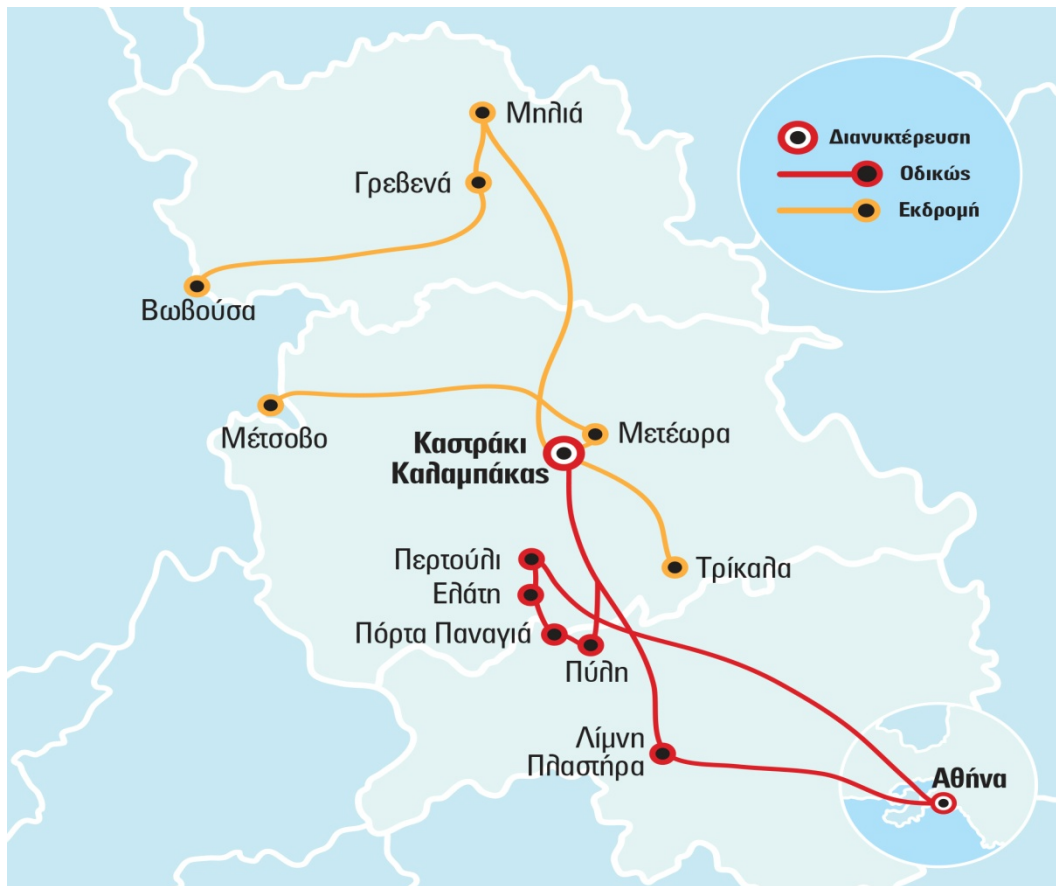 Μηλιά
Γρεβενά
Βωβούσα
Διανυκτέρευση
Οδικώς
Εκδρομή
Μέτσοβο
Μετέωρα
Καστράκι
Καλαμπάκας
Περτούλι
Ελάτη
Τρίκαλα
Πόρτα Παναγιά
Πύλη
Λίμνη
Πλαστήρα
Αθήνα